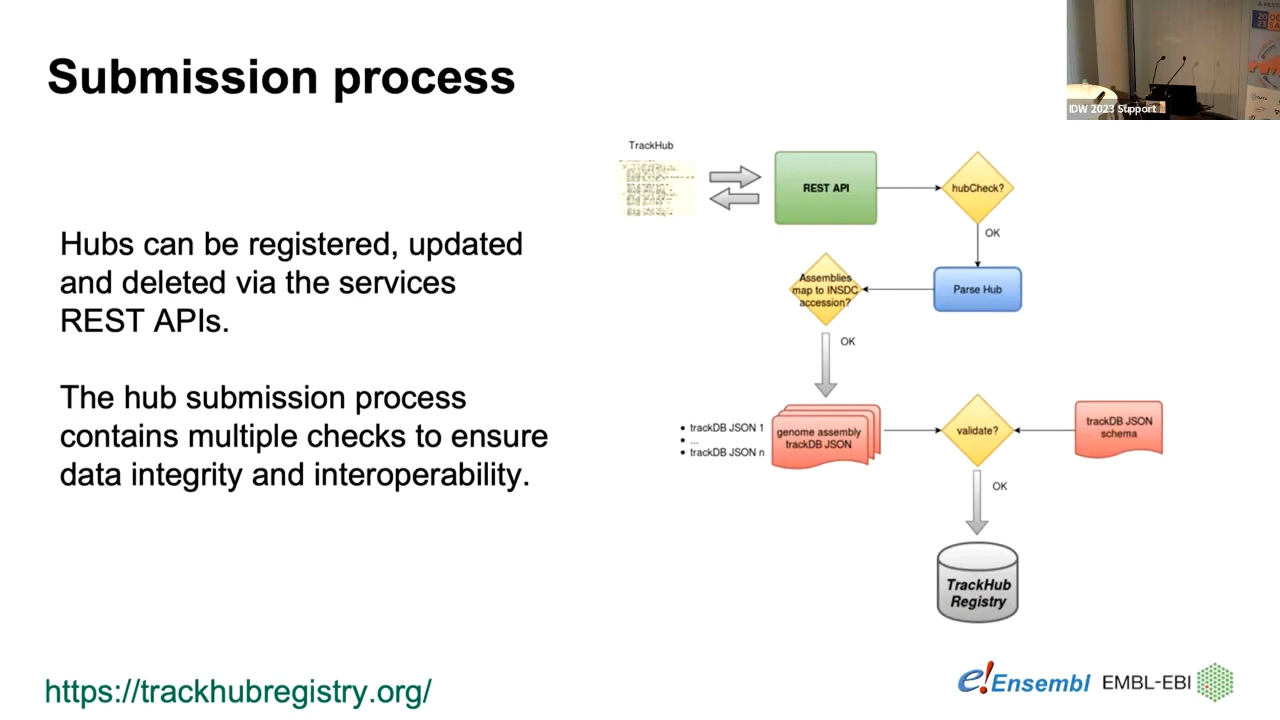 Submission process
IDW 2023 Support
Hubs can be registered, updated
and deleted via the services
REST APIs.
The hub submission process
contains multiple checks to ensure
data integrity and interoperability.
TrackHub
REST API
hubCheck?
OK
Parse Hub
Assemblies
map to INSDC
accession?
OK
• trackDB JSON 1
• ...
• trackDB JSON n
genome assembly
trackDB JSON
validate?
trackDB JSON
schema
OK
TrackHub
Registry
https://trackhubregistry.org/
e!Ensembl
EMBL-EBI